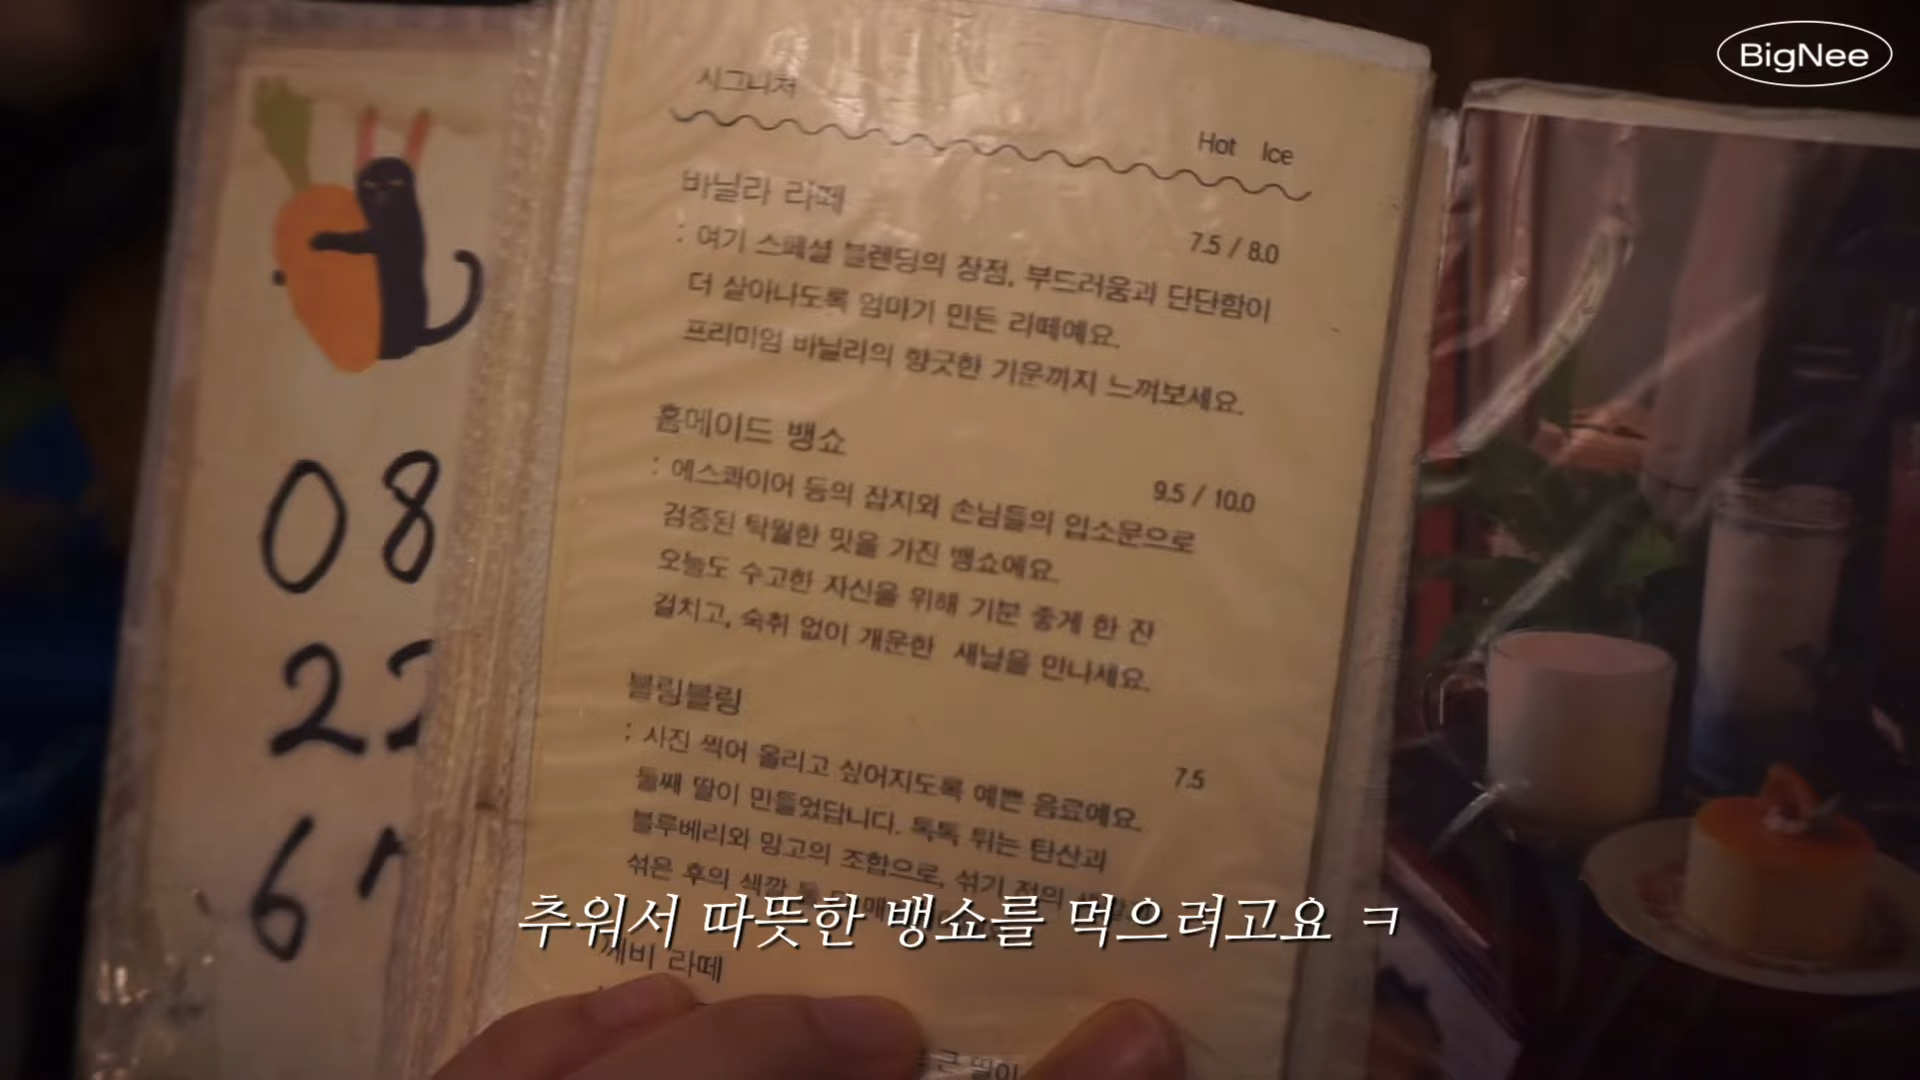 BigNee
시그니처
Hot Ice
바닐라 라떼
7.5 / 8.0
: 여기 스페셜 블렌딩의 장점, 부드러움과 단단함이
더 살아나도록 엄마가 만든 라떼예요.
프리미엄 바닐라의 향긋한 기운까지 느껴보세요.
홈메이드 뱅쇼
9.5 / 10.0
: 에스콰이어 등의 잡지와 손님들의 입소문으로
검증된 탁월한 맛을 가진 뱅쇼예요.
오늘도 수고한 자신을 위해 기분 좋게 한 잔
걸치고, 숙취 없이 개운한 새날을 만나세요.
블링블링
7.5
: 사진 찍어 올리고 싶어지도록 예쁜 음료예요.
둘째 딸이 만들었답니다. 톡톡 튀는 탄산과
블루베리와 망고의 조합으로, 섞기 전의
섞은 후의 색깔
깨비 라떼
큰 딸이
08
2
6
추워서 따뜻한 뱅쇼를 먹으려고요 ㅋ